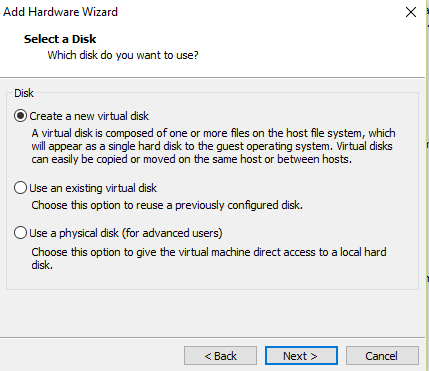 Add Hardware Wizard
Select a Disk
Which disk do you want to use?
Disk
Create a new virtual disk
A virtual disk is composed of one or more files on the host file system, which
will appear as a single hard disk to the guest operating system. Virtual disks
can easily be copied or moved on the same host or between hosts.
Use an existing virtual disk
Choose this option to reuse a previously configured disk.
Use a physical disk (for advanced users)
Choose this option to give the virtual machine direct access to a local hard
disk.
< Back
Next >
Cancel